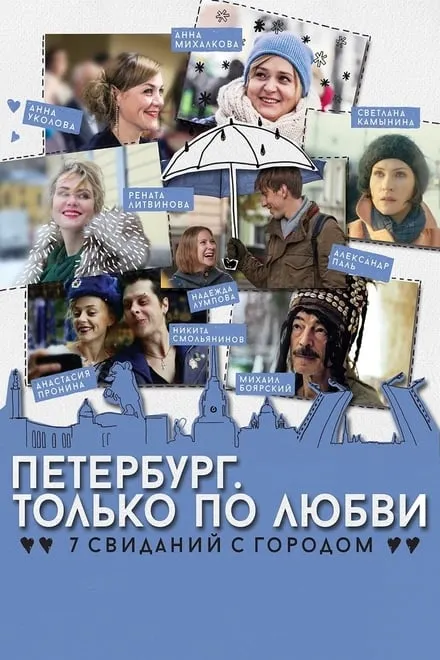 АННА
МИХАЛКОВА
АННА
УКОЛОВА
СВЕТЛАНА
КАМЫНИНА
РЕНАТА
ЛИТВИНОВА
АЛЕКСАНДР
ПАЛЬ
НАДЕЖДА
ЛУМПОВА
НИКИТА
СМОЛЬЯНИНОВ
АНАСТАСИЯ
ПРОНИНА
МИХАИЛ
БОЯРСКИЙ
ПЕТЕРБУРГ.
ТОЛЬКО ПО ЛЮБВИ
7 СВИДАНИЙ С ГОРОДОМ